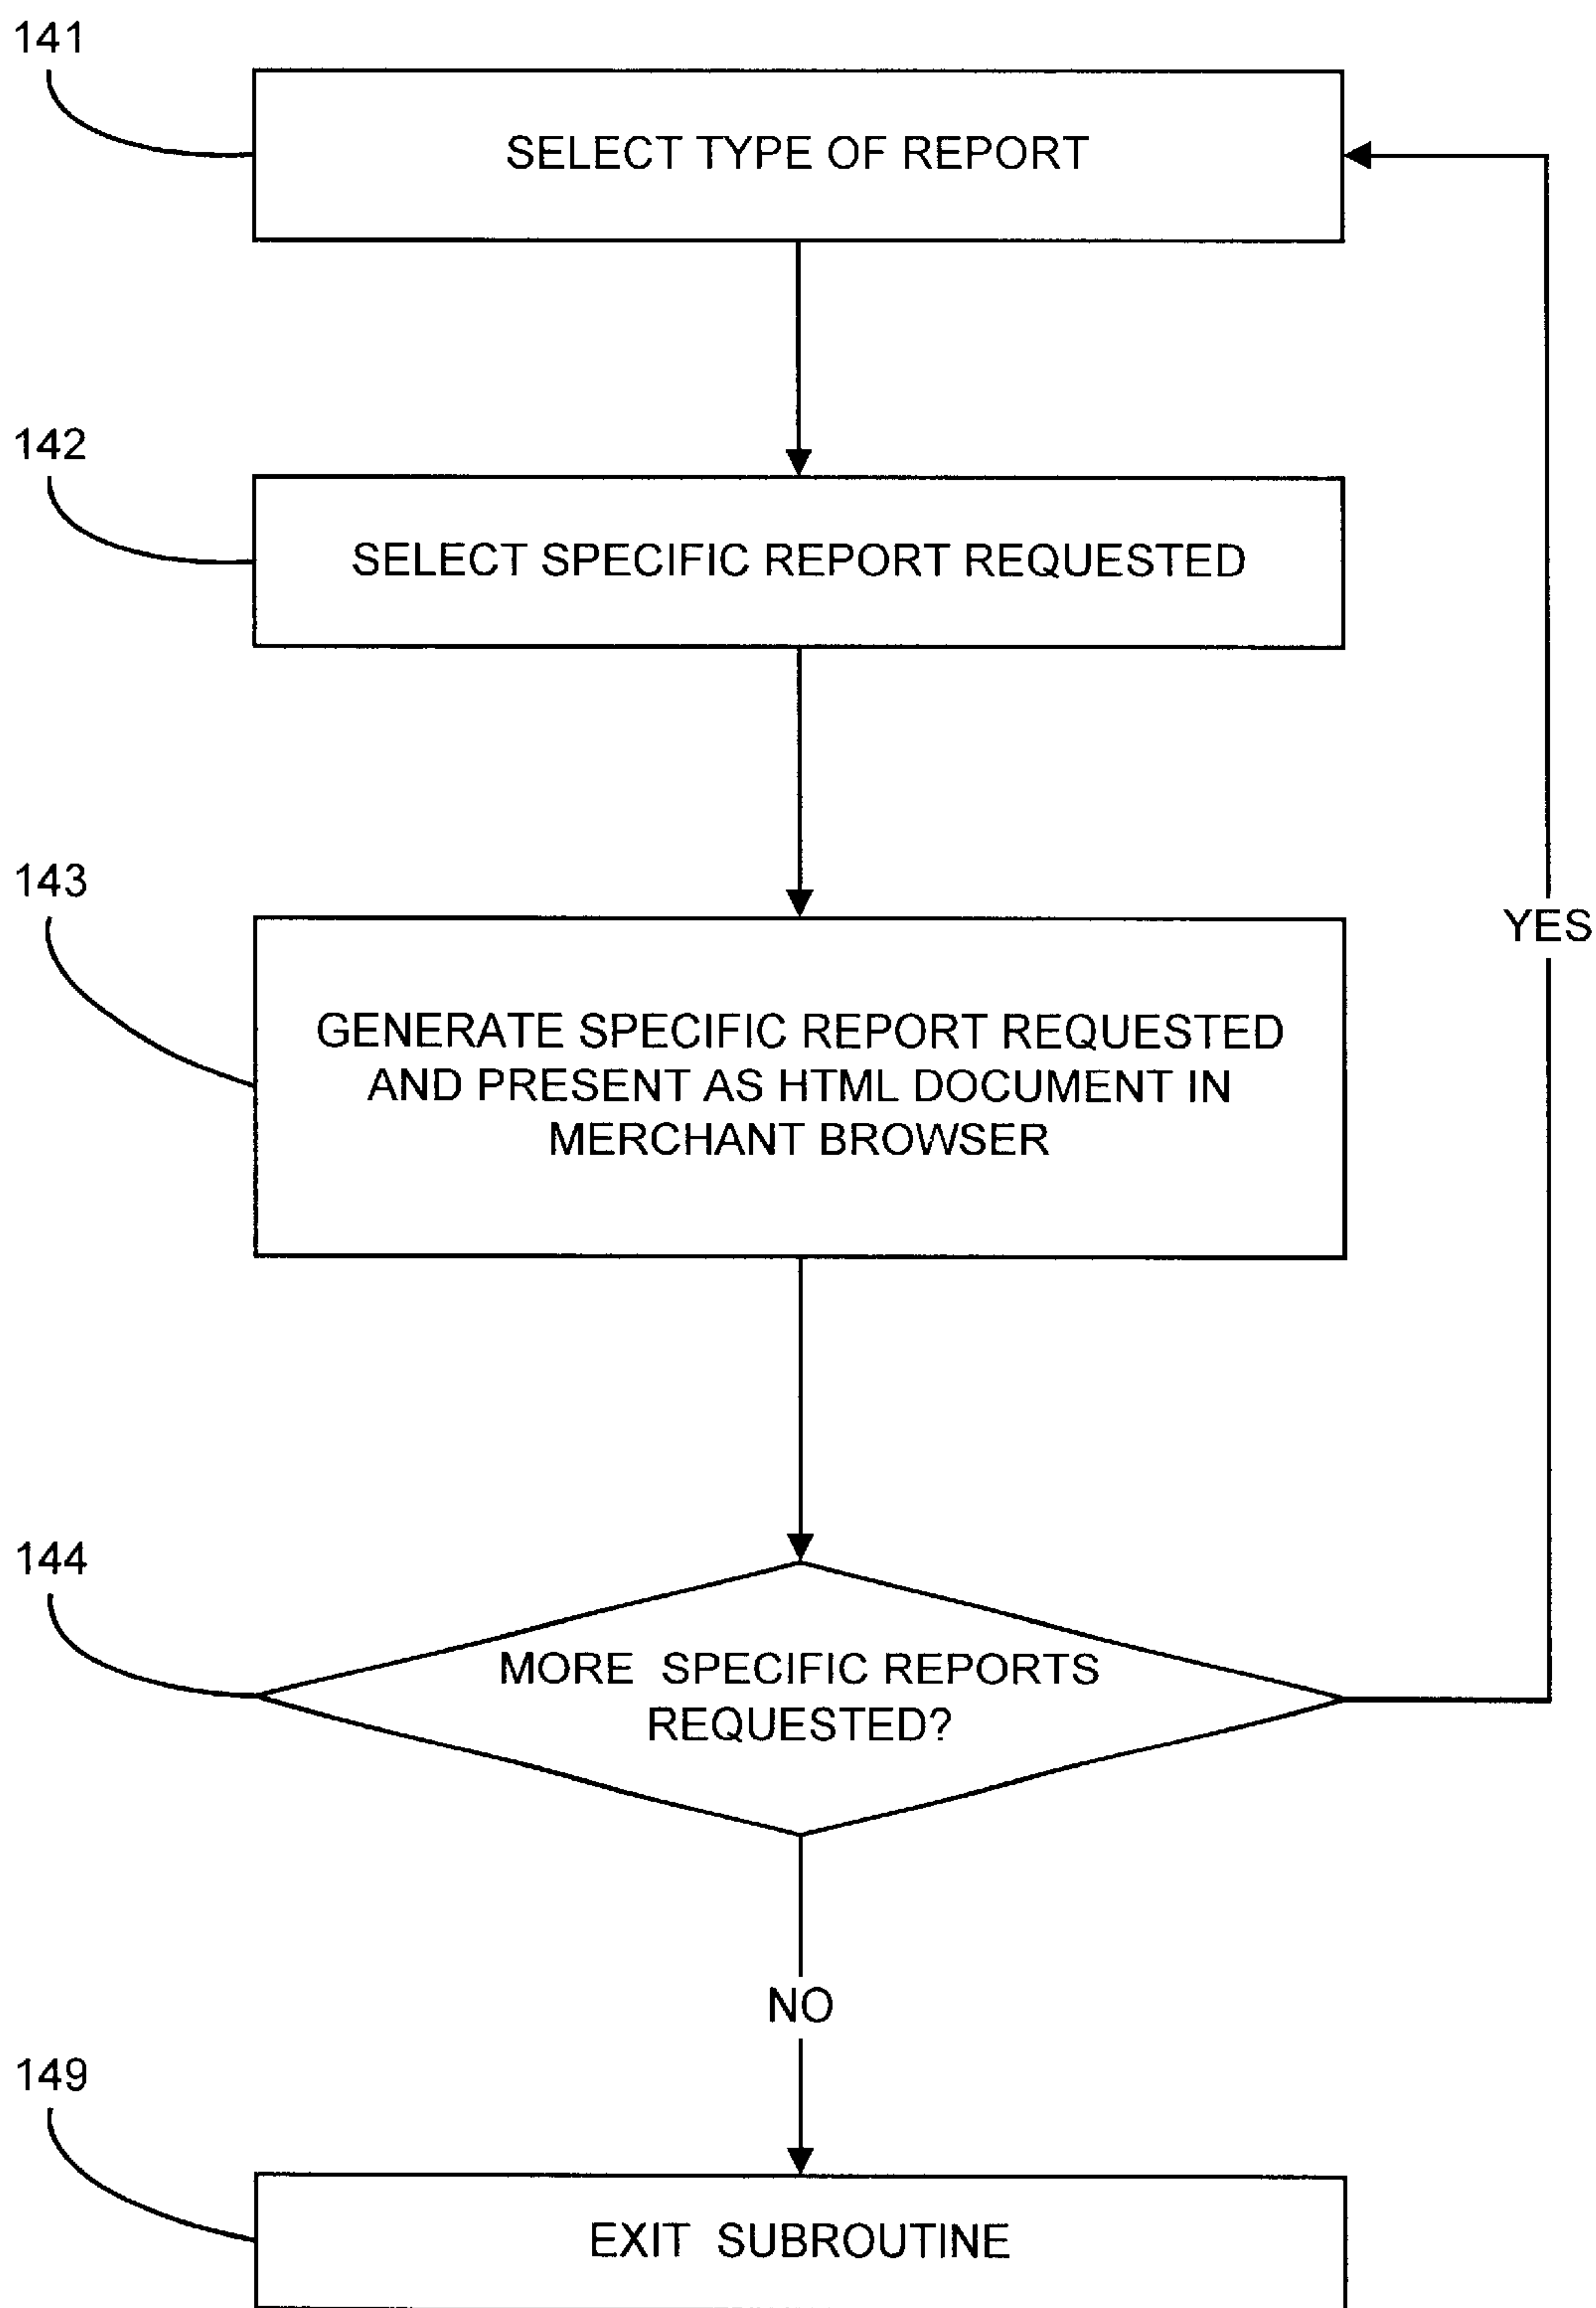 141
SELECT TYPE OF REPORT
142
SELECT SPECIFIC REPORT REQUESTED
143
GENERATE SPECIFIC REPORT REQUESTED
AND PRESENT AS HTML DOCUMENT IN
MERCHANT BROWSER
YES
144
MORE SPECIFIC REPORTS
REQUESTED?
NO
149
EXIT SUBROUTINE